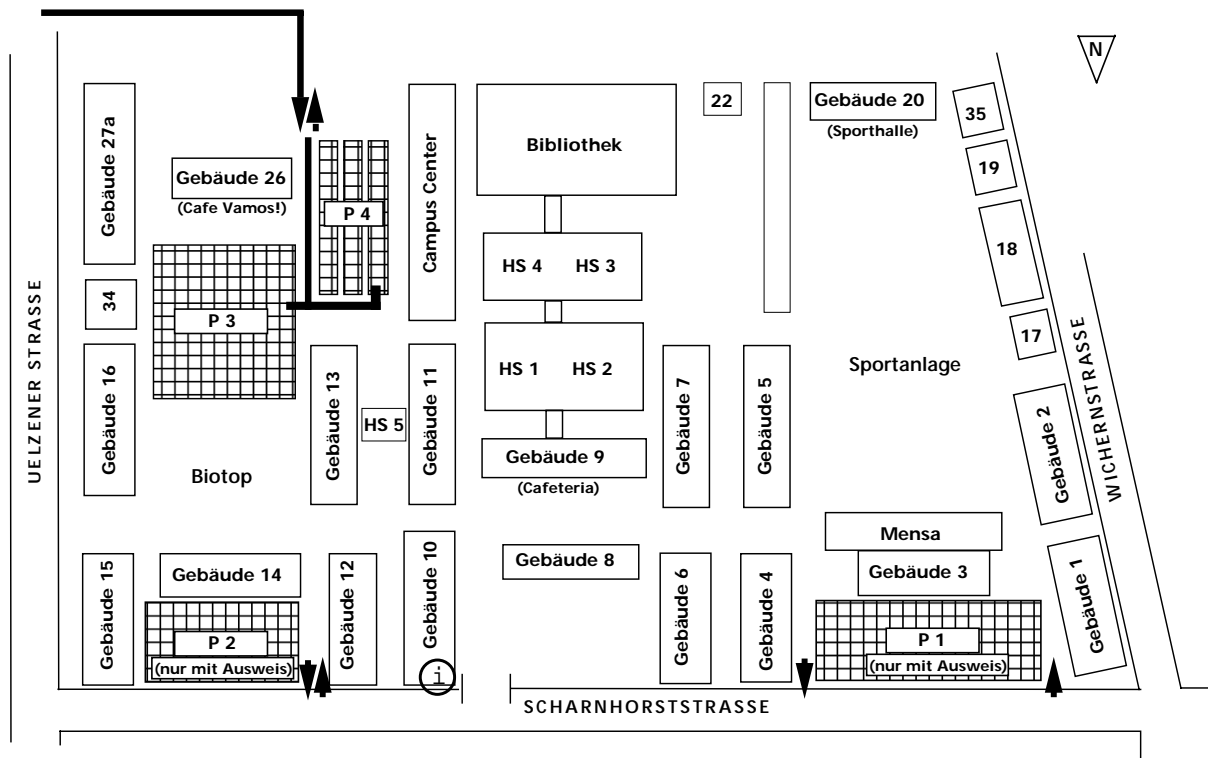 N
22
Gebäude 20
(Sporthalle)
35
Gebäude 27a
Campus Center
Bibliothek
19
Gebäude 26
(Cafe Vamos!)
P 4
18
HS 4
HS 3
34
P 3
17
UELZENER STRASSE
Gebäude 16
Gebäude 13
HS 5
Gebäude 11
HS 1
HS 2
Gebäude 7
Gebäude 5
Sportanlage
WICHERNSTRASSE
Gebäude 2
Biotop
Gebäude 9
(Cafeteria)
Mensa
Gebäude 15
Gebäude 14
Gebäude 12
Gebäude 10
Gebäude 8
Gebäude 6
Gebäude 4
Gebäude 3
Gebäude 1
P 2
(nur mit Ausweis)
P 1
(nur mit Ausweis)
i
SCHARNHORSTSTRASSE